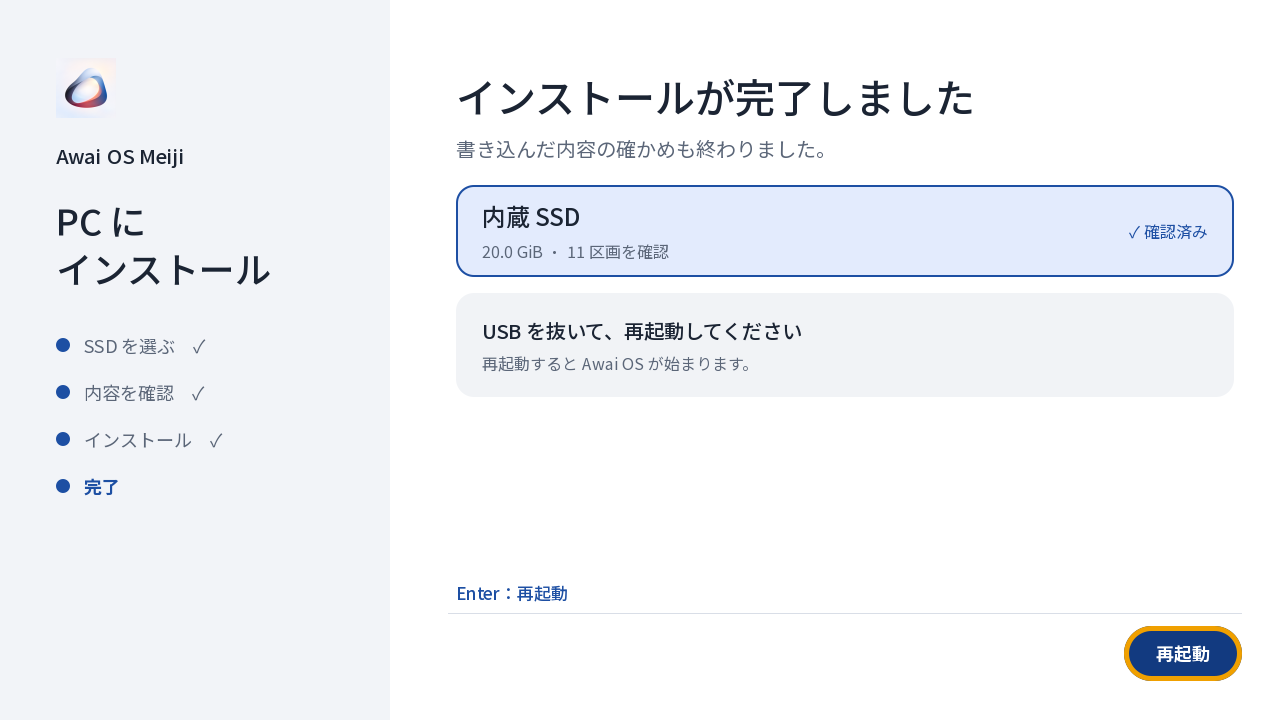 Awai OS Meiji
PC に
インストール
SSD を選ぶ ✓
内容を確認 ✓
インストール ✓
完了
インストールが完了しました
書き込んだ内容の確かめも終わりました。
内蔵 SSD
20.0 GiB ・ 11 区画を確認
✓ 確認済み
USB を抜いて、再起動してください
再起動すると Awai OS が始まります。
Enter：再起動
再起動